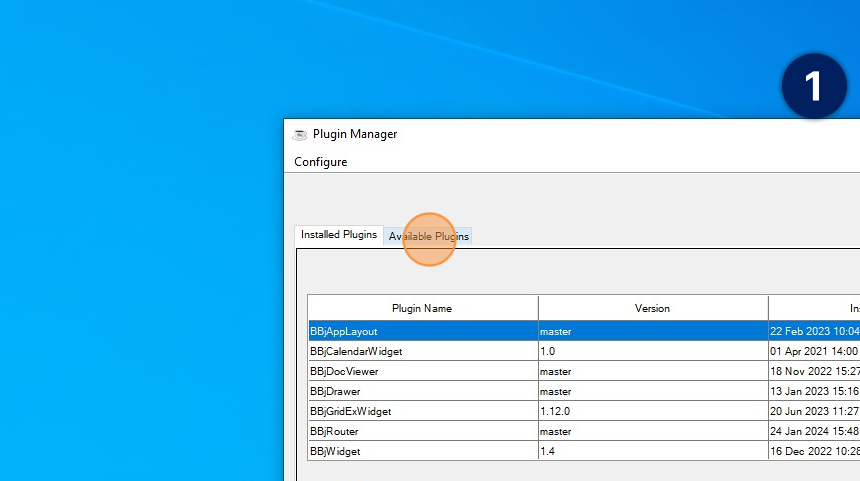 1
Plugin Manager
Configure
Installed Plugins Available Plugins
Plugin Name Version Ins
BBjAppLayout master 22 Feb 2023 10:04
BBjCalendarWidget 1.0 01 Apr 2021 14:00
BBjDocViewer master 18 Nov 2022 15:27
BBjDrawer master 13 Jan 2023 15:16
BBjGridExWidget 1.12.0 20 Jun 2023 11:27
BBjRouter master 24 Jan 2024 15:48
BBjWidget 1.4 16 Dec 2022 10:28